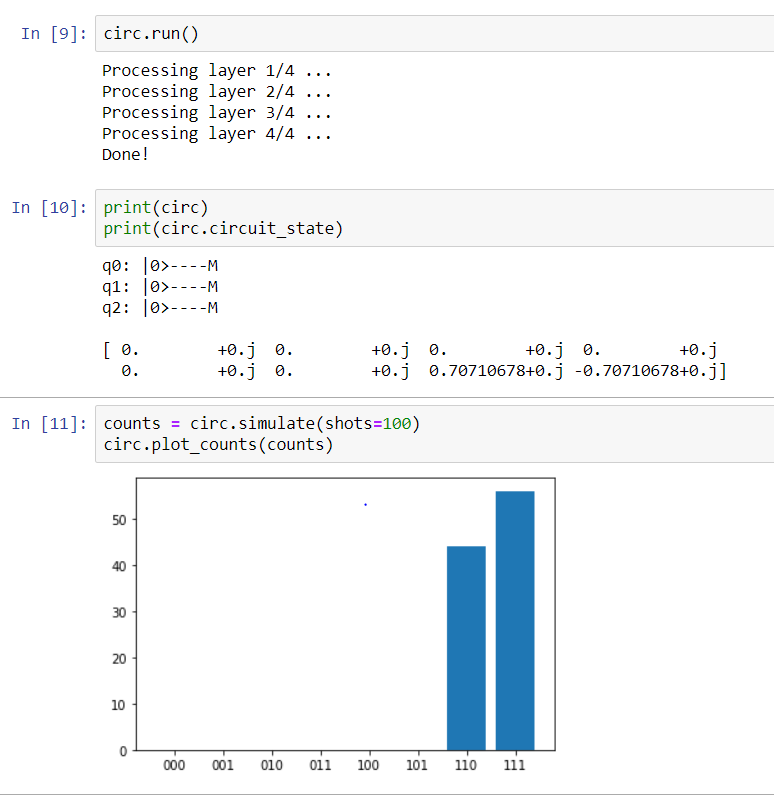 In [9]: circ.run()
Processing layer 1/4 ...
Processing layer 2/4 ...
Processing layer 3/4 ...
Processing layer 4/4 ...
Done!
In [10]: print(circ)
print(circ.circuit_state)
q0: |0>----M
q1: |0>----M
q2: |0>----M
[ 0.        +0.j  0.        +0.j  0.        +0.j  0.        +0.j
  0.        +0.j  0.        +0.j  0.70710678+0.j -0.70710678+0.j]
In [11]: counts = circ.simulate(shots=100)
circ.plot_counts(counts)
50
40
30
20
10
0
000 001 010 011 100 101 110 111